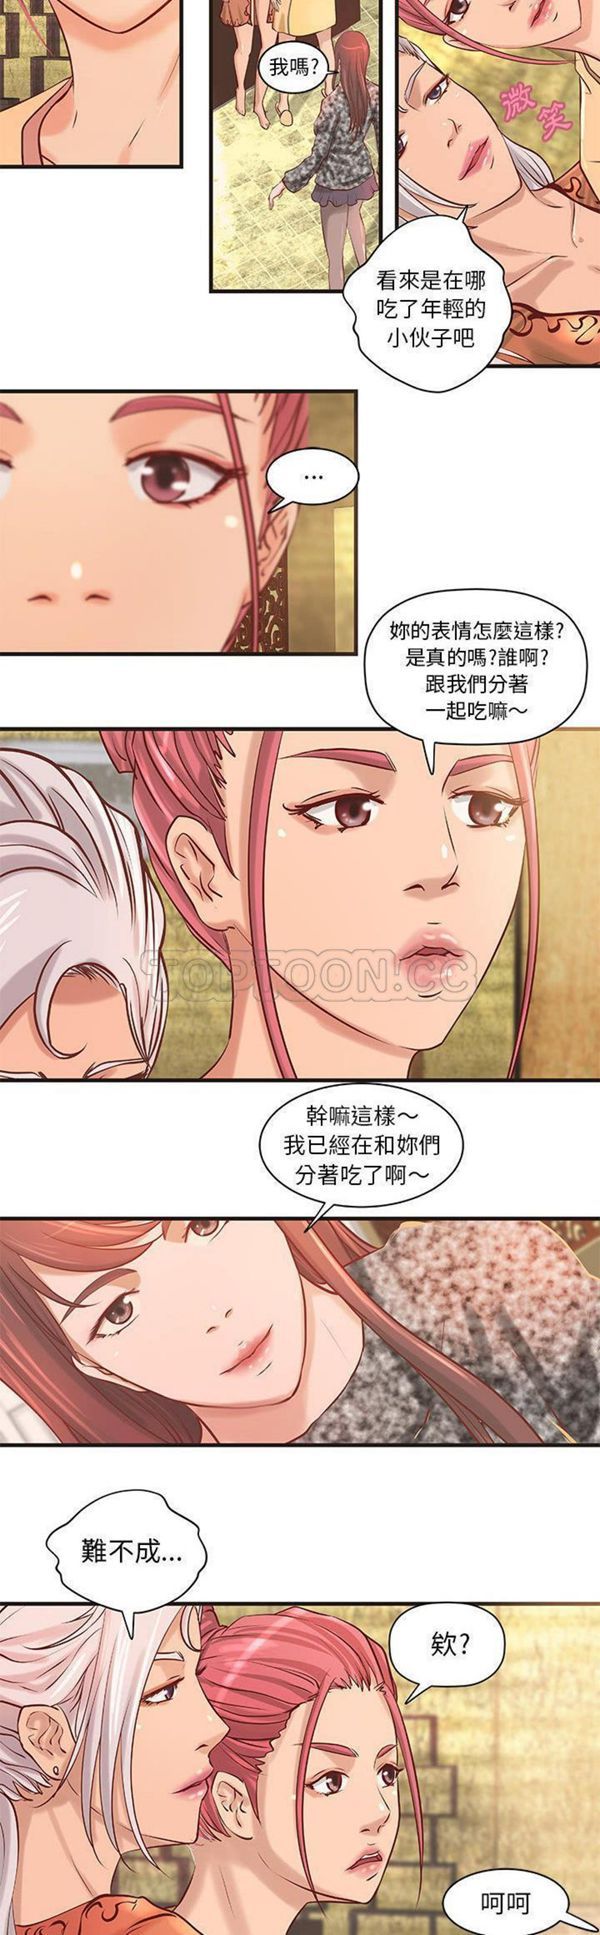 我嗎?
微笑
看來是在哪
吃了年輕的
小伙子吧
...
妳的表情怎麼這樣?
是真的嗎?誰啊?
跟我們分著
一起吃嘛～
TOPTOON.CC
幹嘛這樣～
我已經在和妳們
分著吃了啊～
難不成...
欸?
呵呵